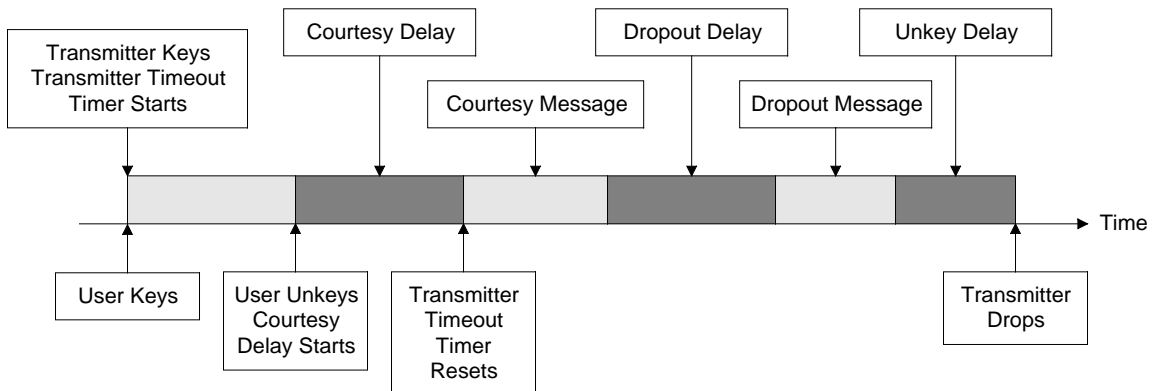 Courtesy Delay
Dropout Delay
Unkey Delay
Transmitter Keys
Transmitter Timeout
Timer Starts
Courtesy Message
Dropout Message
Time
User Keys
User Unkeys
Courtesy
Delay Starts
Transmitter
Timeout
Timer
Resets
Transmitter
Drops